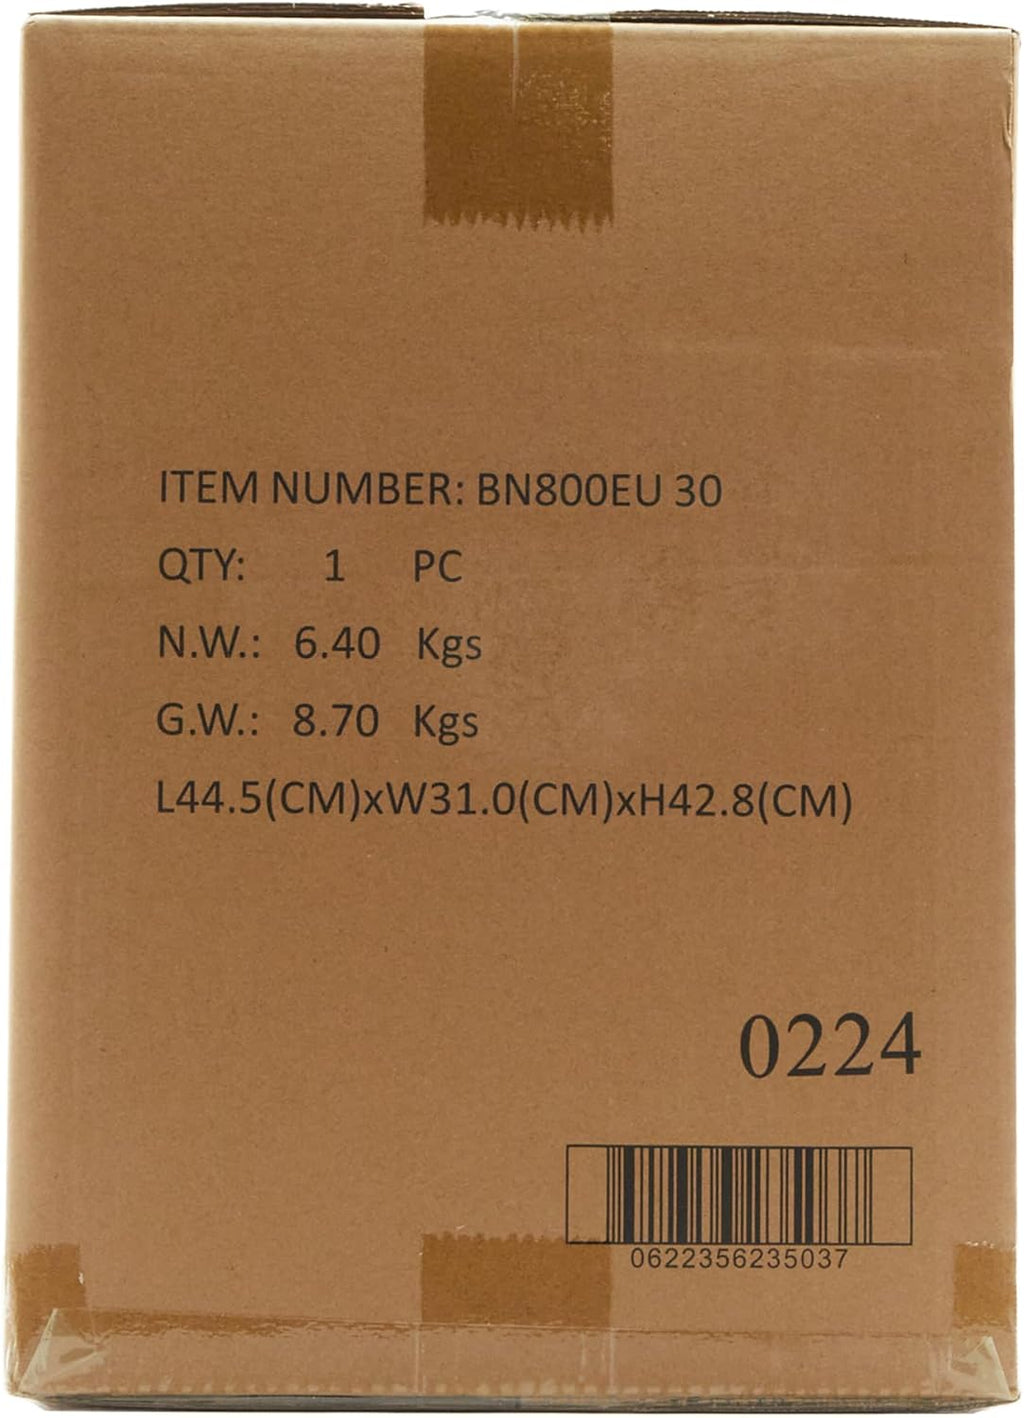 ITEM NUMBER: BN800EU 30
QTY: 1 PC
N.W.: 6.40 Kgs
G.W.: 8.70 Kgs
L44.5(CM)xW31.0(CM)xH42.8(CM)
0224
0622356235037